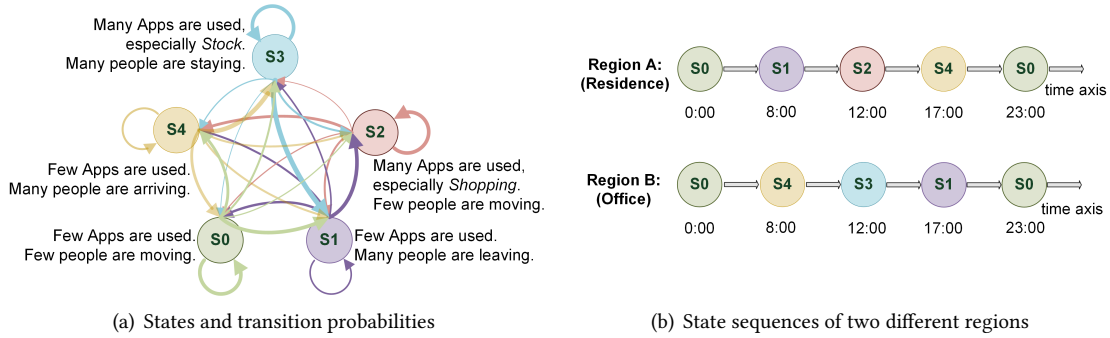 Many Apps are used,
especially Stock.
Many people are staying.
S3
S4
S2
Few Apps are used.
Many people are arriving.
Many Apps are used,
especially Shopping.
Few people are moving.
Few Apps are used.
Few people are moving.
S0
S1
Few Apps are used.
Many people are leaving.
(a) States and transition probabilities
Region A:
(Residence)
S0
S1
S2
S4
S0
time axis
0:00
8:00
12:00
17:00
23:00
Region B:
(Office)
S0
S4
S3
S1
S0
time axis
0:00
8:00
12:00
17:00
23:00
(b) State sequences of two different regions